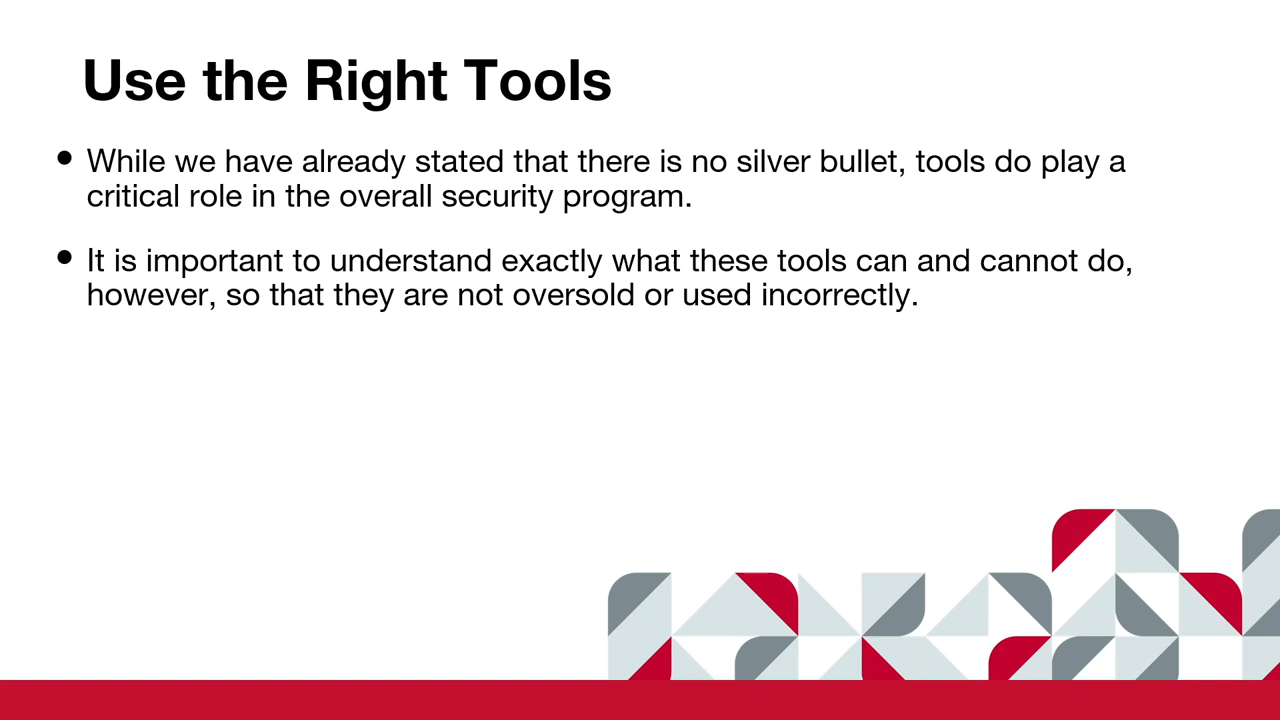 Use the Right Tools
• While we have already stated that there is no silver bullet, tools do play a
critical role in the overall security program.
• It is important to understand exactly what these tools can and cannot do,
however, so that they are not oversold or used incorrectly.